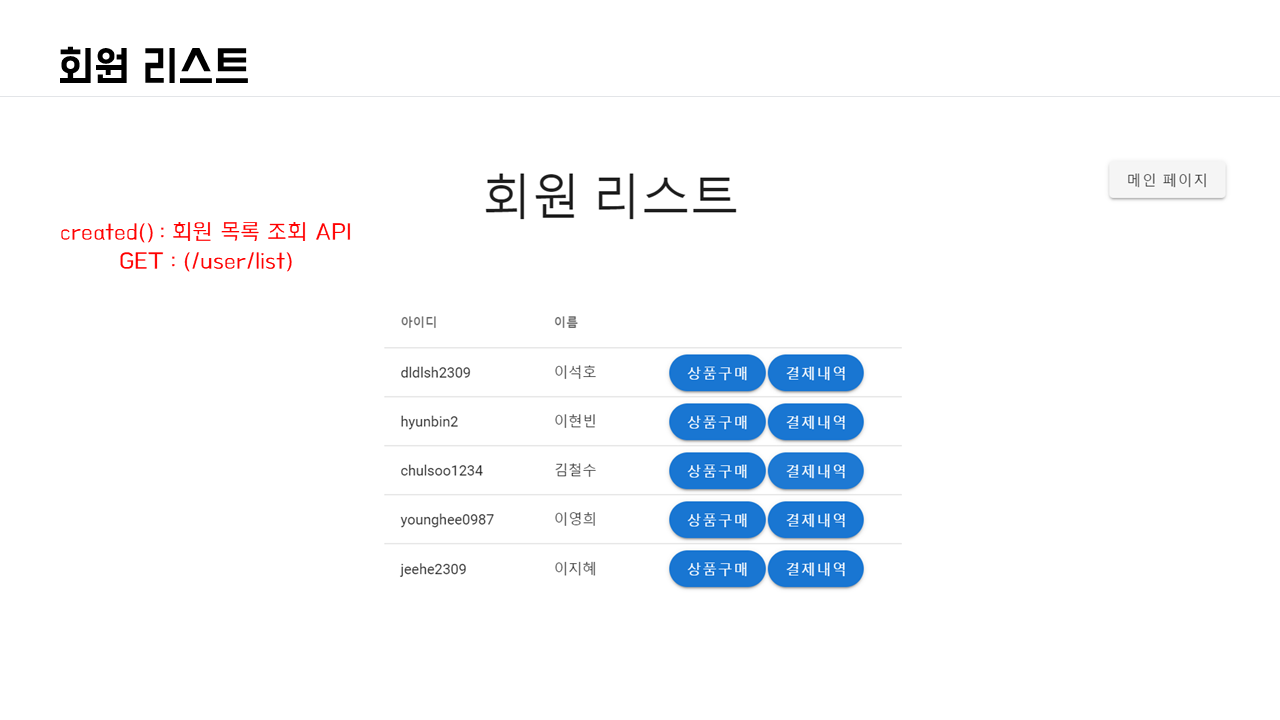 회원 리스트
회원 리스트
메인 페이지
created() : 회원 목록 조회 API
GET : (/user/list)
아이디 이름
dldlsh2309 이석호 상품구매 결제내역
hyunbin2 이현빈 상품구매 결제내역
chulsoo1234 김철수 상품구매 결제내역
younghee0987 이영희 상품구매 결제내역
jeehe2309 이지혜 상품구매 결제내역